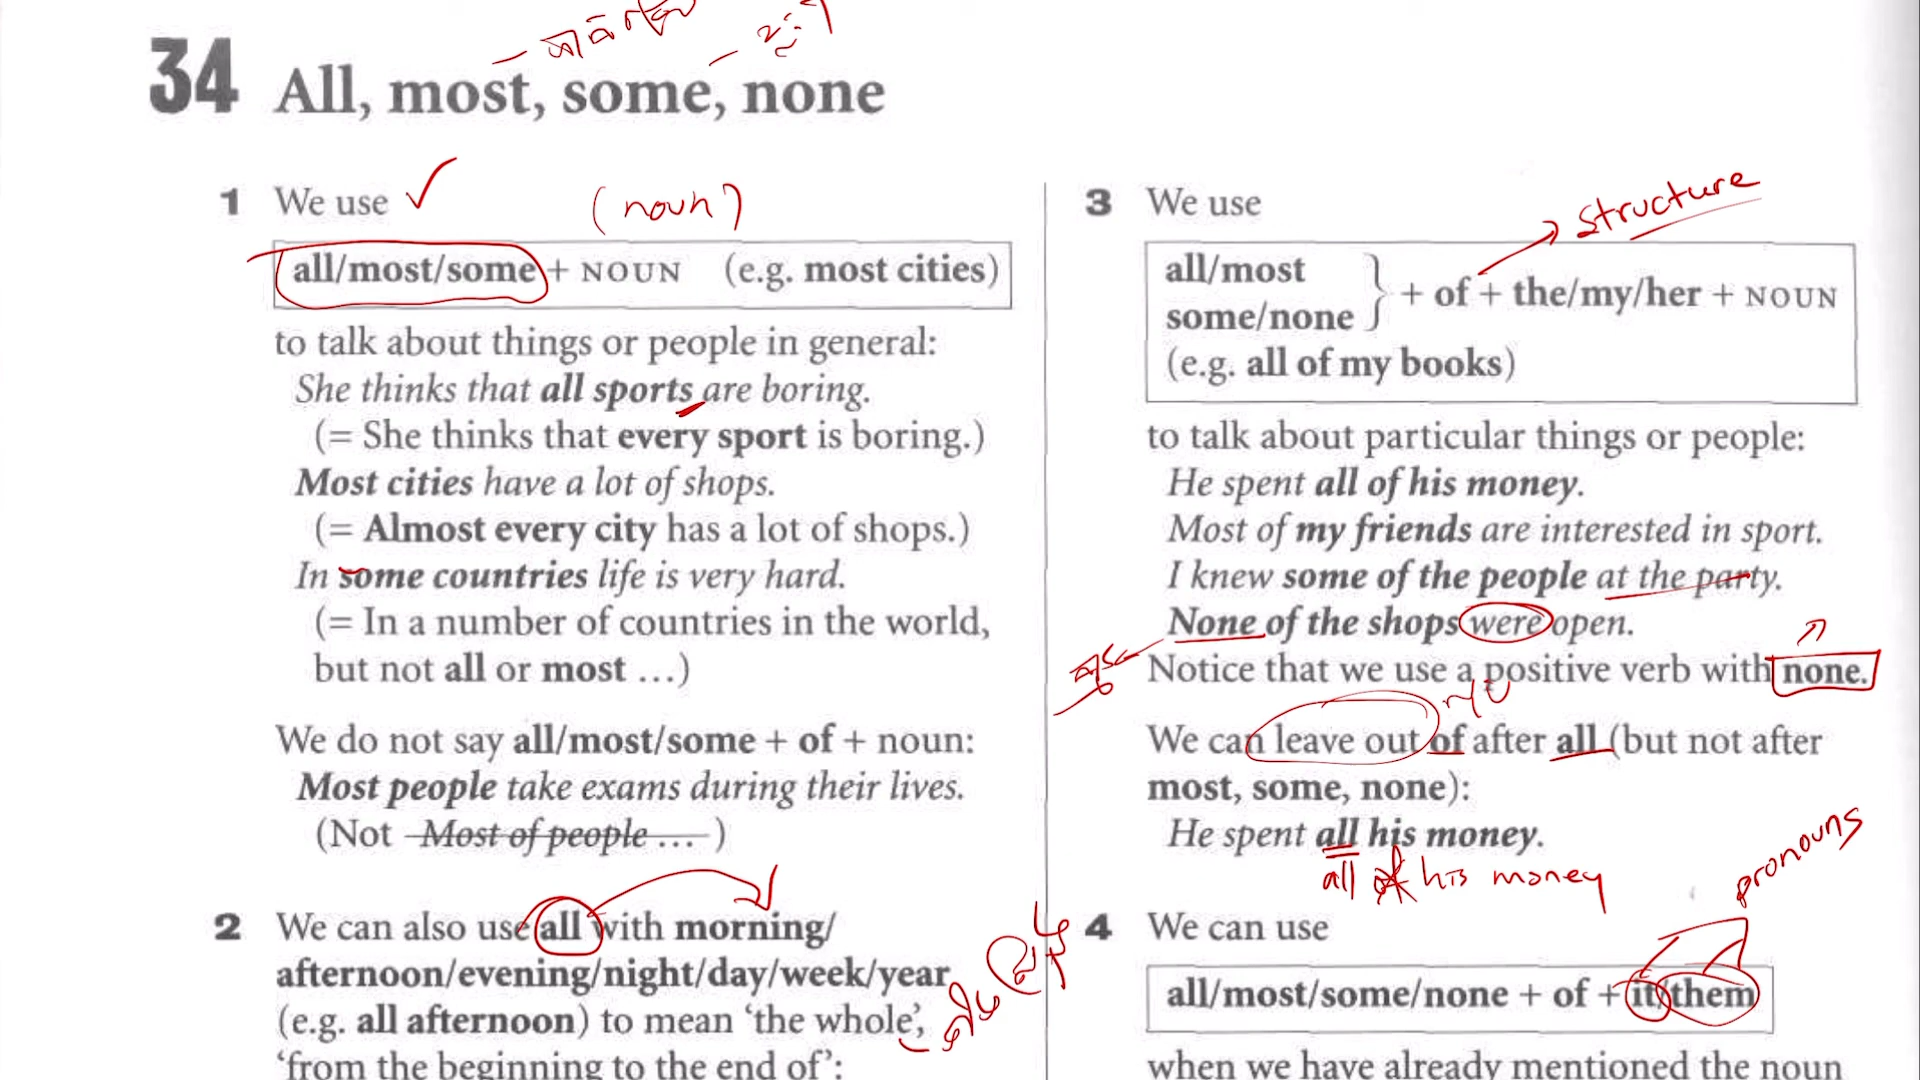 34 All, most, some, none
1 We use
(noun)
all/most/some + NOUN (e.g. most cities)
to talk about things or people in general:
She thinks that all sports are boring.
(= She thinks that every sport is boring.)
Most cities have a lot of shops.
(= Almost every city has a lot of shops.)
In some countries life is very hard.
(= In a number of countries in the world,
but not all or most …)
We do not say all/most/some + of + noun:
Most people take exams during their lives.
(Not Most of people … )
2 We can also use all with morning/
afternoon/evening/night/day/week/year
(e.g. all afternoon) to mean ‘the whole’,
‘from the beginning to the end of’:
3 We use
structure
all/most
some/none
+ of + the/my/her + NOUN
(e.g. all of my books)
to talk about particular things or people:
He spent all of his money.
Most of my friends are interested in sport.
I knew some of the people at the party.
None of the shops were open.
Notice that we use a positive verb with none.
We can leave out of after all (but not after
most, some, none):
He spent all his money.
all of his money
pronouns
4 We can use
all/most/some/none + of + it/them
when we have already mentioned the noun